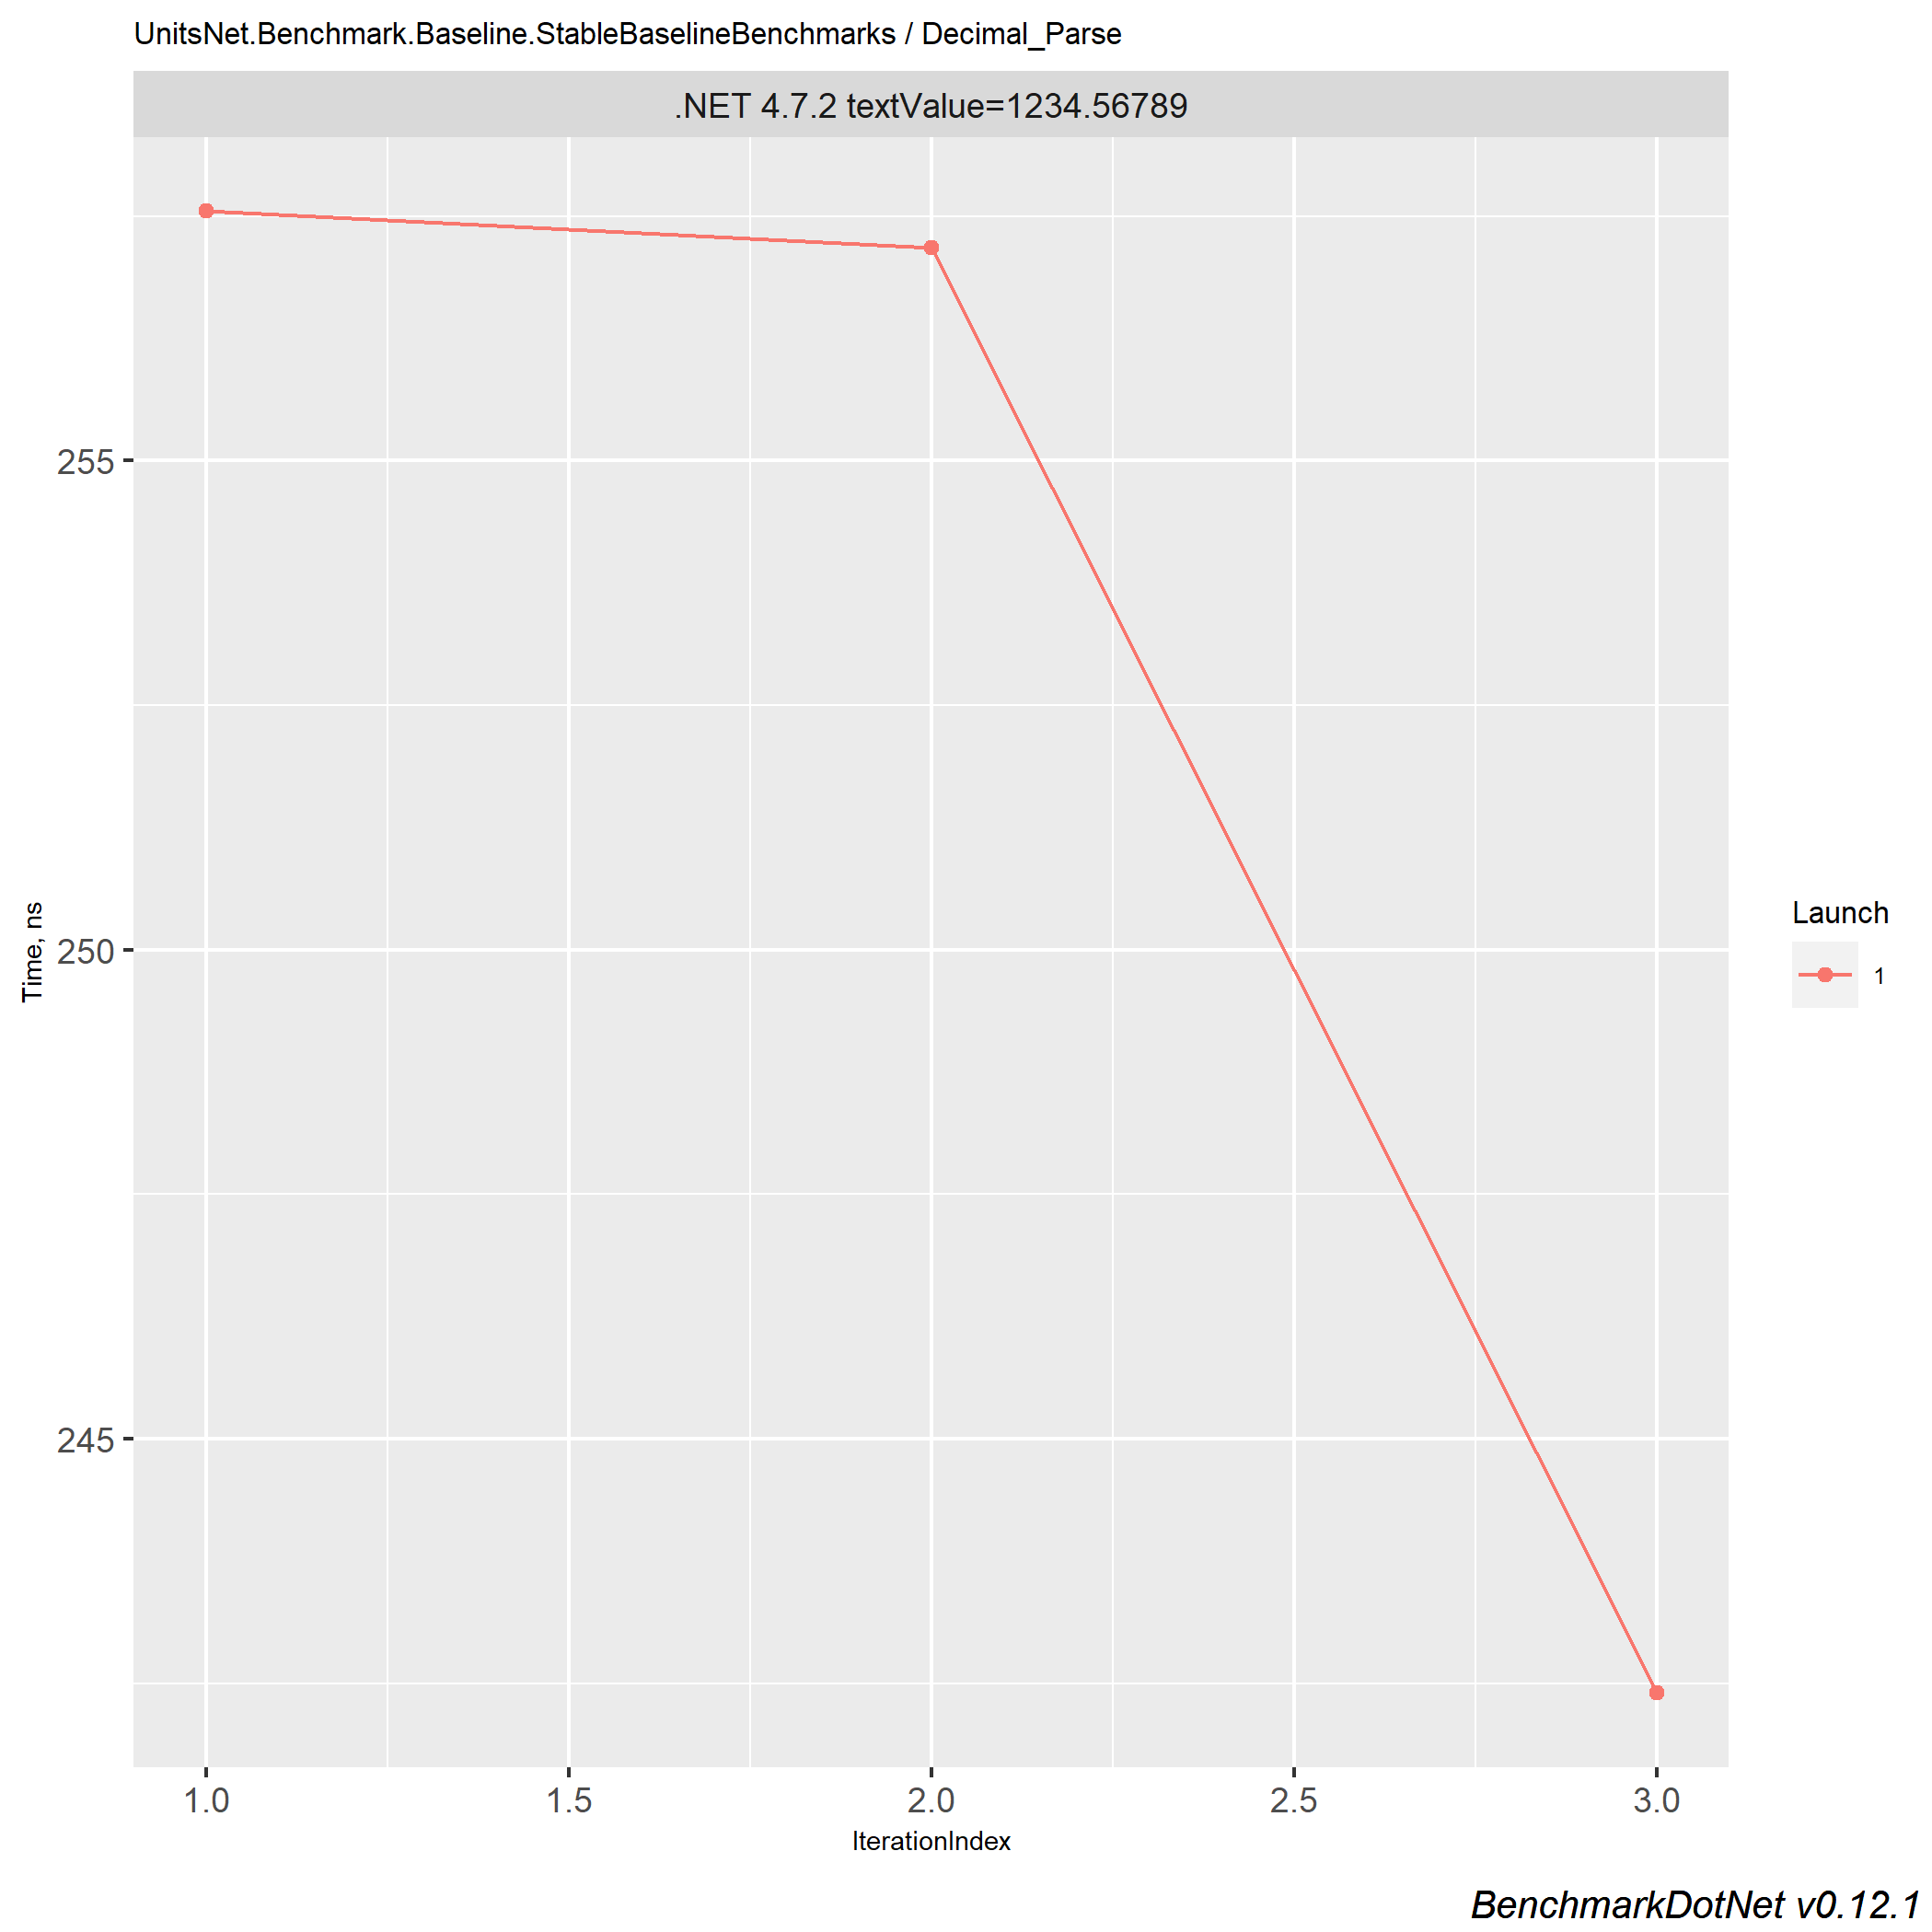 UnitsNet.Benchmark.Baseline.StableBaselineBenchmarks / Decimal_Parse
.NET 4.7.2 textValue=1234.56789
255
250
245
Time, ns
1.0 1.5 2.0 2.5 3.0
IterationIndex
Launch
1
BenchmarkDotNet v0.12.1